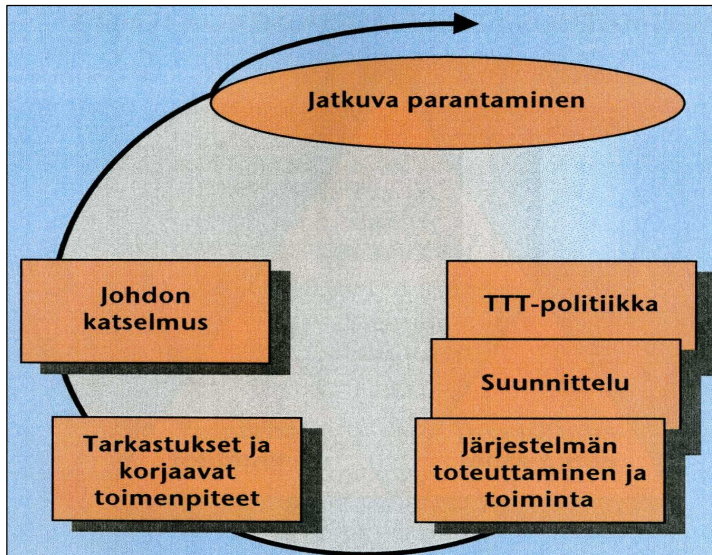 Jatkuva parantaminen
Johdon
katselmus
TTT-politiikka
Suunnittelu
Tarkastukset ja
korjaavat
toimenpiteet
Järjestelmän
toteuttaminen ja
toiminta